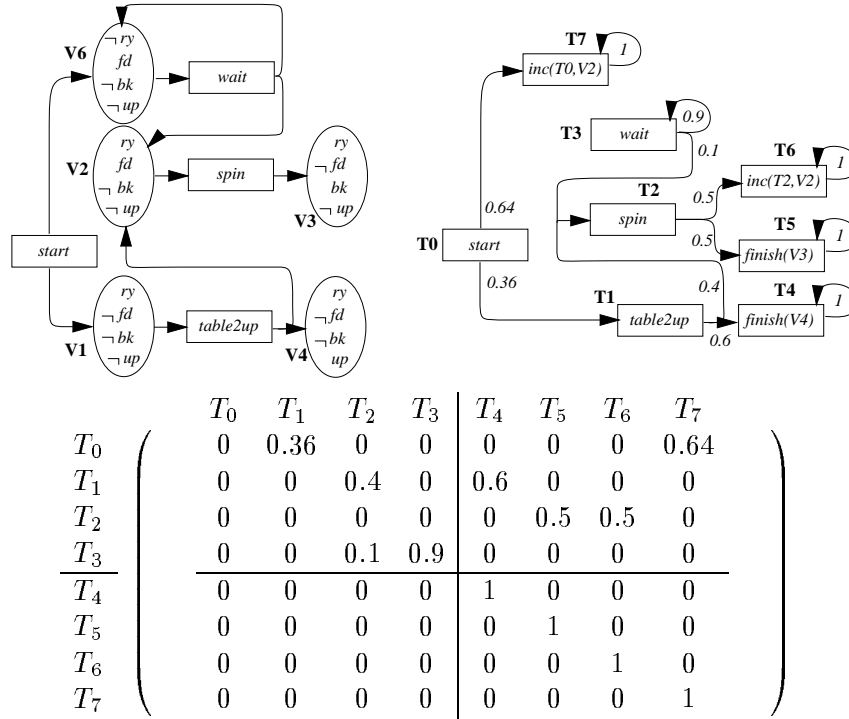 V6
¬ ry
fd
¬ bk
¬ up
wait
V2
ry
fd
¬ bk
¬ up
spin
ry
¬ fd
bk
¬ up
V3
start
V1
ry
¬ fd
¬ bk
¬ up
table2up
ry
¬ fd
¬ bk
up
V4
T7
inc(T0,V2)
1
T3
wait
0.9
0.1
T6
inc(T2,V2)
1
T2
spin
0.5
0.5
T5
finish(V3)
1
0.64
T0
start
0.36
T1
table2up
0.4
0.6
T4
finish(V4)
1
T0 T1 T2 T3 T4 T5 T6 T7
T0 0 0.36 0 0 0 0 0 0.64
T1 0 0 0.4 0 0.6 0 0 0
T2 0 0 0 0 0 0.5 0.5 0
T3 0 0 0.1 0.9 0 0 0 0
T4 0 0 0 0 1 0 0 0
T5 0 0 0 0 0 1 0 0
T6 0 0 0 0 0 0 1 0
T7 0 0 0 0 0 0 0 1